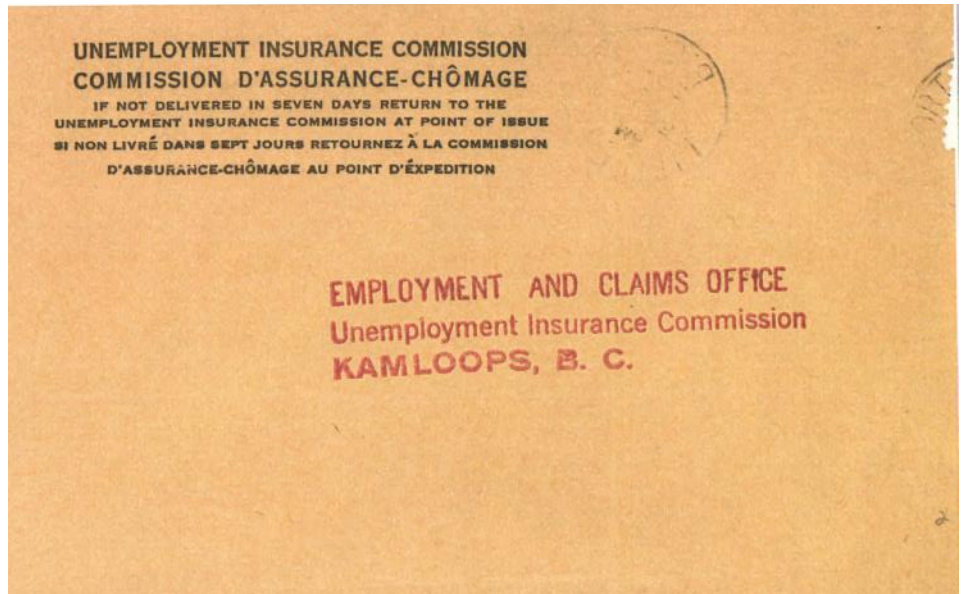 UNEMPLOYMENT INSURANCE COMMISSION
COMMISSION D'ASSURANCE-CHÔMAGE
IF NOT DELIVERED IN SEVEN DAYS RETURN TO THE
UNEMPLOYMENT INSURANCE COMMISSION AT POINT OF ISSUE
SI NON LIVRÉ DANS SEPT JOURS RETOURNEZ À LA COMMISSION
D'ASSURANCE-CHÔMAGE AU POINT D'ÉXPEDITION
EMPLOYMENT AND CLAIMS OFFICE
Unemployment Insurance Commission
KAMLOOPS, B. C.
2